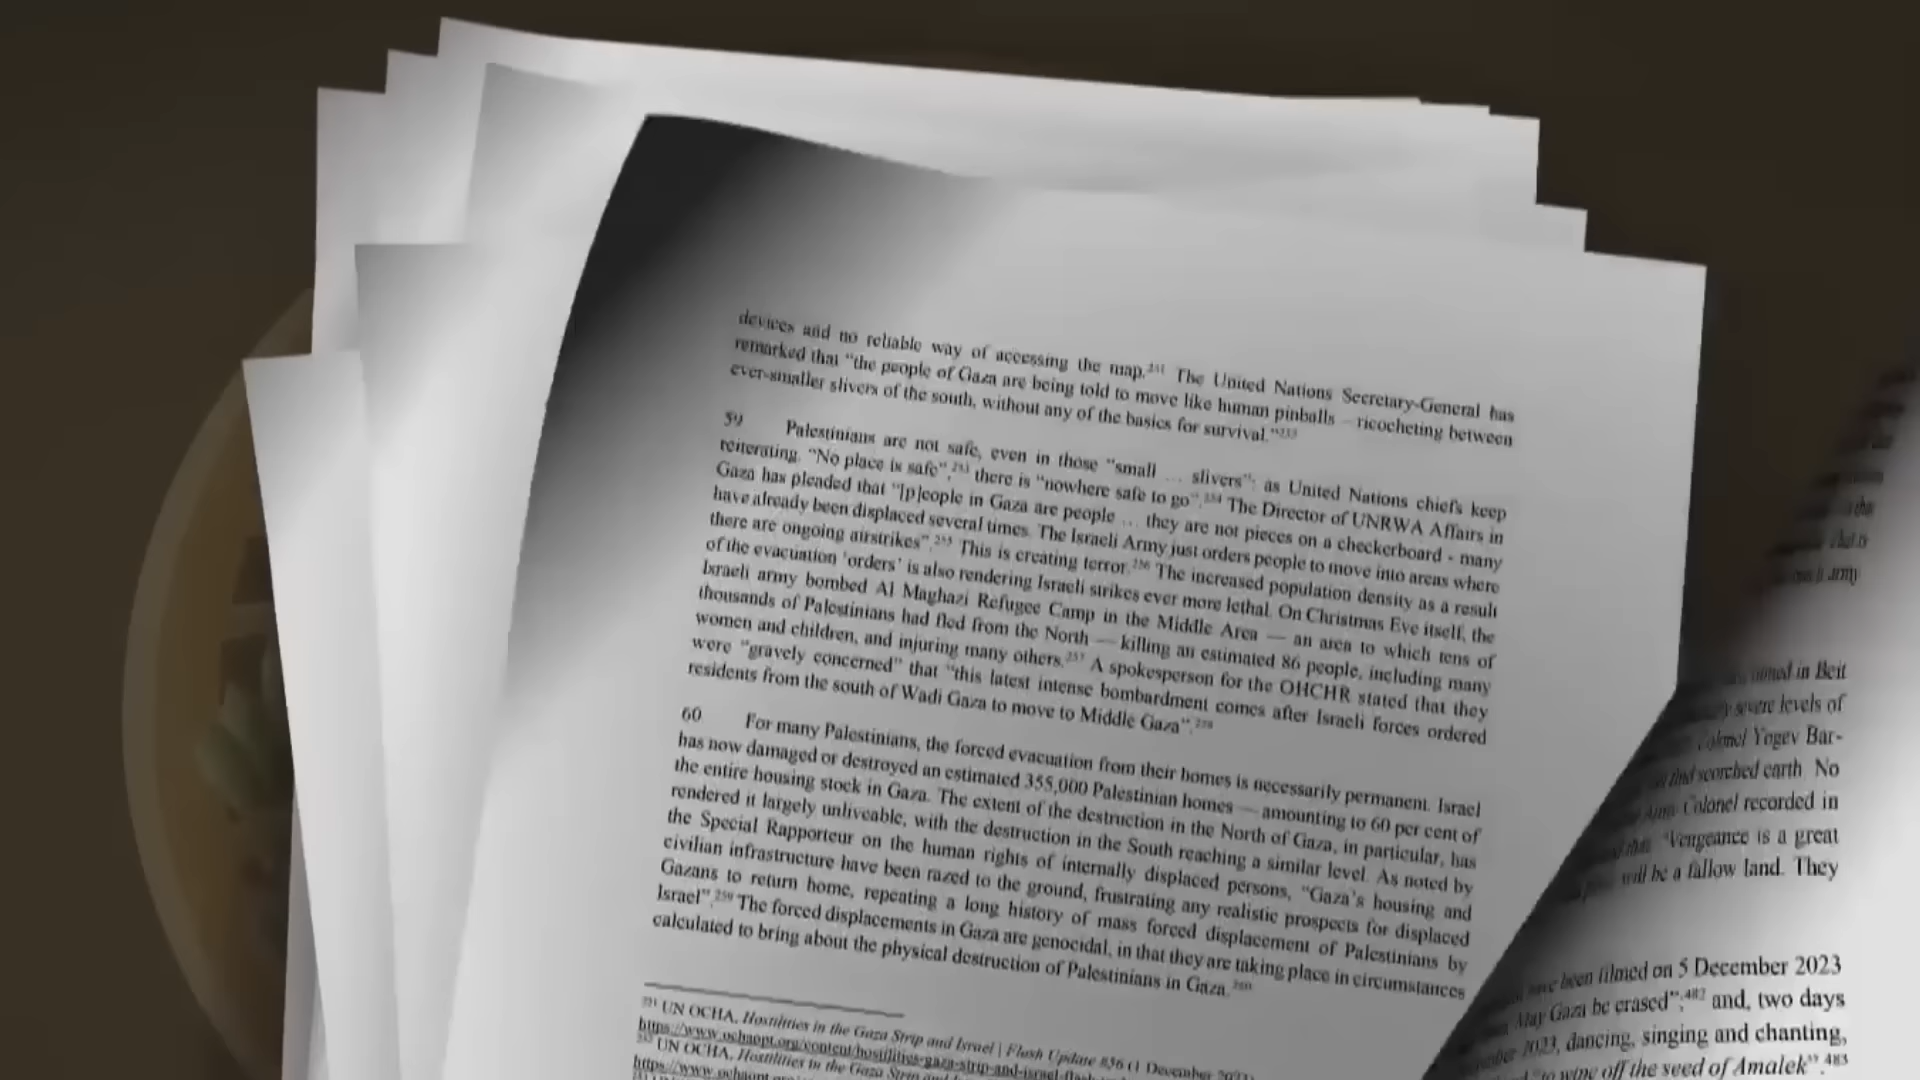 devices and no reliable way of accessing the map.²⁵¹ The United Nations Secretary-General has
remarked that “the people of Gaza are being told to move like human pinballs – ricocheting between
ever-smaller slivers of the south, without any of the basics for survival.”²⁵²
59 Palestinians are not safe, even in those “small … slivers”: as United Nations chiefs keep
reiterating, “No place is safe”,²⁵³ there is “nowhere safe to go”.²⁵⁴ The Director of UNRWA Affairs in
Gaza has pleaded that “[p]eople in Gaza are people … they are not pieces on a checkerboard - many
have already been displaced several times. The Israeli Army just orders people to move into areas where
there are ongoing airstrikes”.²⁵⁵ This is creating terror.²⁵⁶ The increased population density as a result
of the evacuation ‘orders’ is also rendering Israeli strikes ever more lethal. On Christmas Eve itself, the
Israeli army bombed Al Maghazi Refugee Camp in the Middle Area — an area to which tens of
thousands of Palestinians had fled from the North — killing an estimated 86 people, including many
women and children, and injuring many others.²⁵⁷ A spokesperson for the OHCHR stated that they
were “gravely concerned” that “this latest intense bombardment comes after Israeli forces ordered
residents from the south of Wadi Gaza to move to Middle Gaza”.²⁵⁸
60 For many Palestinians, the forced evacuation from their homes is necessarily permanent. Israel
has now damaged or destroyed an estimated 355,000 Palestinian homes — amounting to 60 per cent of
the entire housing stock in Gaza. The extent of the destruction in the North of Gaza, in particular, has
rendered it largely unliveable, with the destruction in the South reaching a similar level. As noted by
the Special Rapporteur on the human rights of internally displaced persons, “Gaza’s housing and
civilian infrastructure have been razed to the ground, frustrating any realistic prospects for displaced
Gazans to return home, repeating a long history of mass forced displacement of Palestinians by
Israel”.²⁵⁹ The forced displacements in Gaza are genocidal, in that they are taking place in circumstances
calculated to bring about the physical destruction of Palestinians in Gaza.²⁶⁰
²⁵¹ UN OCHA, Hostilities in the Gaza Strip and Israel | Flash Update #56 (1 December 2023)
https://www.ochaopt.org/content/hostilities-gaza-strip-and-israel-flash-
²⁵² UN OCHA, Hostilities in the Gaza Strip and
https://www.ochaopt.org
army
in Beit
severe levels of
Colonel Yogev Bar-
scorched earth. No
Colonel recorded in
“Vengeance is a great
will be a fallow land. They
have been filmed on 5 December 2023
May Gaza be erased”;⁴⁸² and, two days
2023, dancing, singing and chanting,
“to wipe off the seed of Amalek”.⁴⁸³